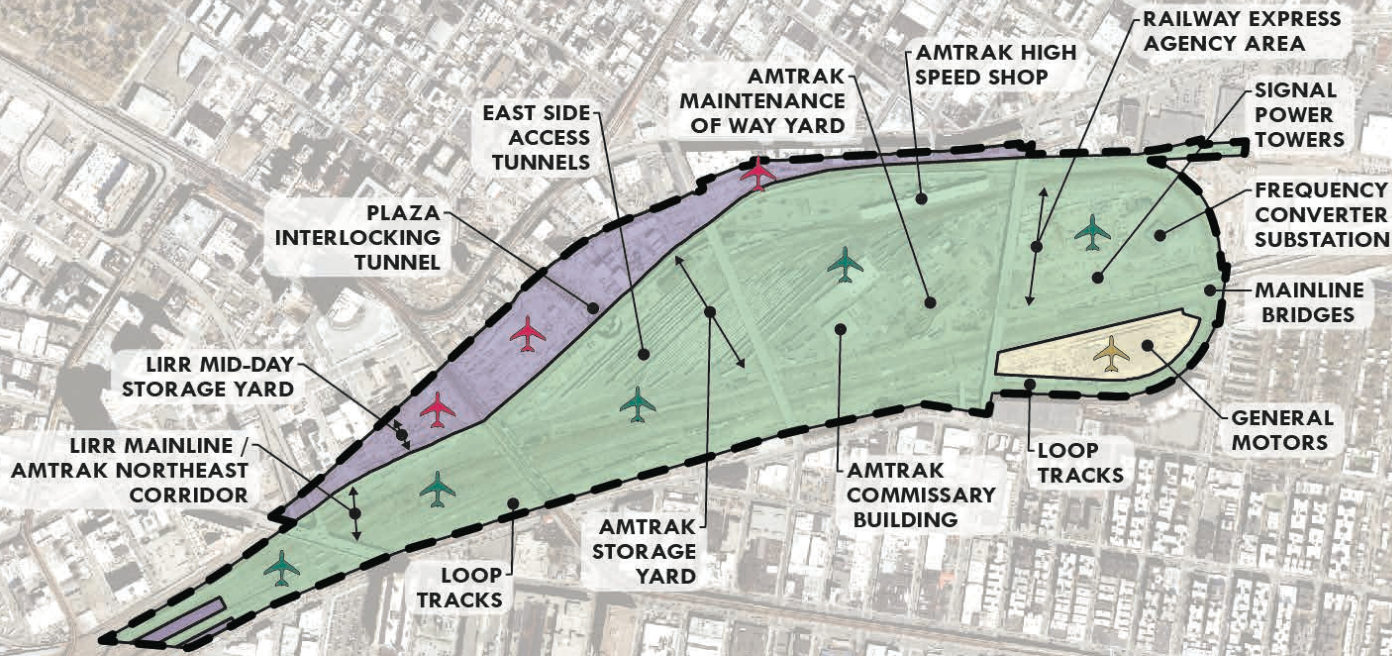 RAILWAY EXPRESS
AGENCY AREA
AMTRAK HIGH
SPEED SHOP
AMTRAK
MAINTENANCE
OF WAY YARD
SIGNAL
POWER
TOWERS
EAST SIDE
ACCESS
TUNNELS
FREQUENCY
CONVERTER
SUBSTATION
PLAZA
INTERLOCKING
TUNNEL
MAINLINE
BRIDGES
LIRR MID-DAY
STORAGE YARD
GENERAL
MOTORS
LIRR MAINLINE /
AMTRAK NORTHEAST
CORRIDOR
LOOP
TRACKS
AMTRAK
COMMISSARY
BUILDING
AMTRAK
STORAGE
YARD
LOOP
TRACKS